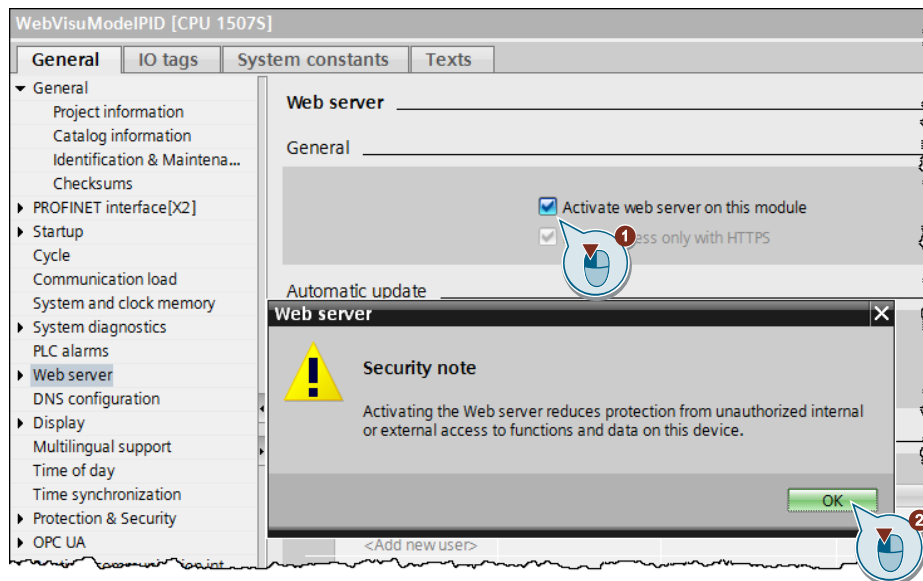 WebVisuModelPID [CPU 1507S]
General
IO tags
System constants
Texts
General
Project information
Catalog information
Identification & Maintena...
Checksums
PROFINET interface[X2]
Startup
Cycle
Communication load
System and clock memory
System diagnostics
PLC alarms
Web server
DNS configuration
Display
Multilingual support
Time of day
Time synchronization
Protection & Security
OPC UA
Web server
General
Activate web server on this module
only with HTTPS
1
Automatic update
Web server
Security note
Activating the Web server reduces protection from unauthorized internal
or external access to functions and data on this device.
OK
2
<Add new user>